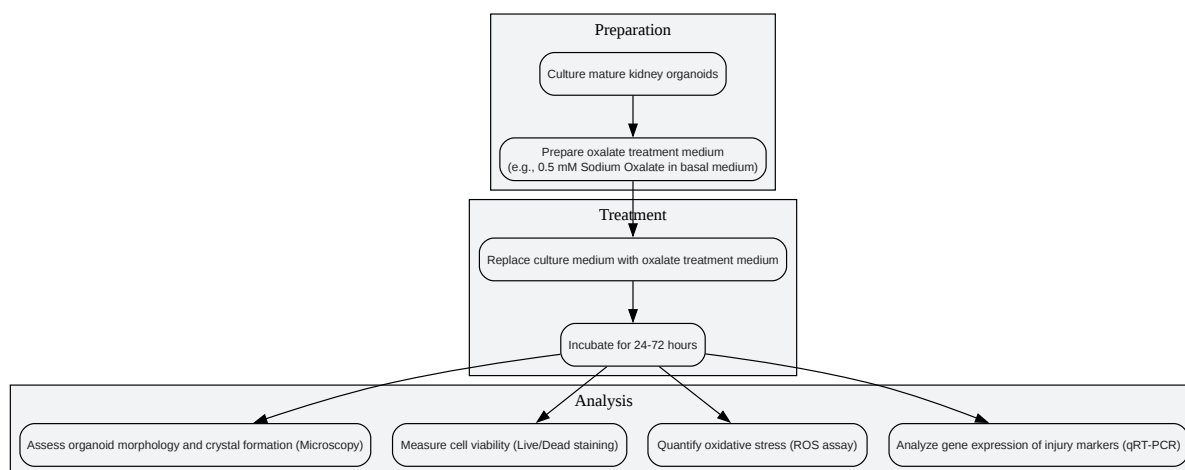 Preparation
Culture mature kidney organoids
Prepare oxalate treatment medium
(e.g., 0.5 mM Sodium Oxalate in basal medium)
Treatment
Replace culture medium with oxalate treatment medium
Incubate for 24-72 hours
Analysis
Assess organoid morphology and crystal formation (Microscopy)
Measure cell viability (Live/Dead staining)
Quantify oxidative stress (ROS assay)
Analyze gene expression of injury markers (qRT-PCR)